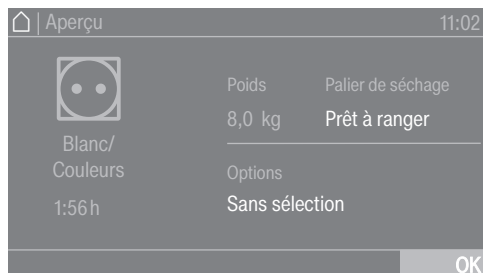 Aperçu 11:02
Poids Palier de séchage
8,0 kg Prêt à ranger
Blanc/
Couleurs
Options
1:56 h Sans sélection
OK